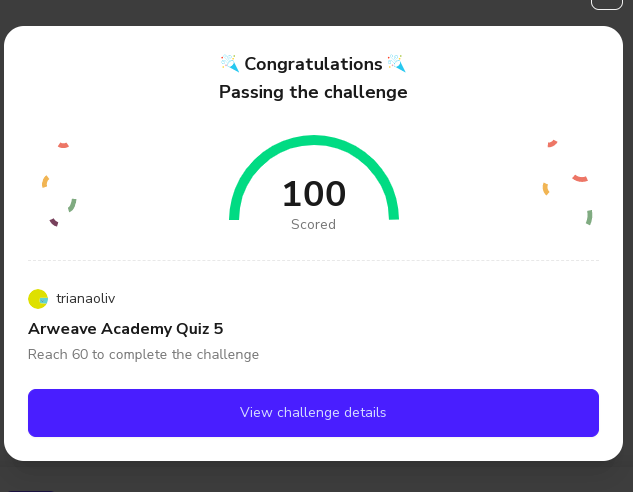 Congratulations
Passing the challenge
100
Scored
trianaoliv
Arweave Academy Quiz 5
Reach 60 to complete the challenge
View challenge details